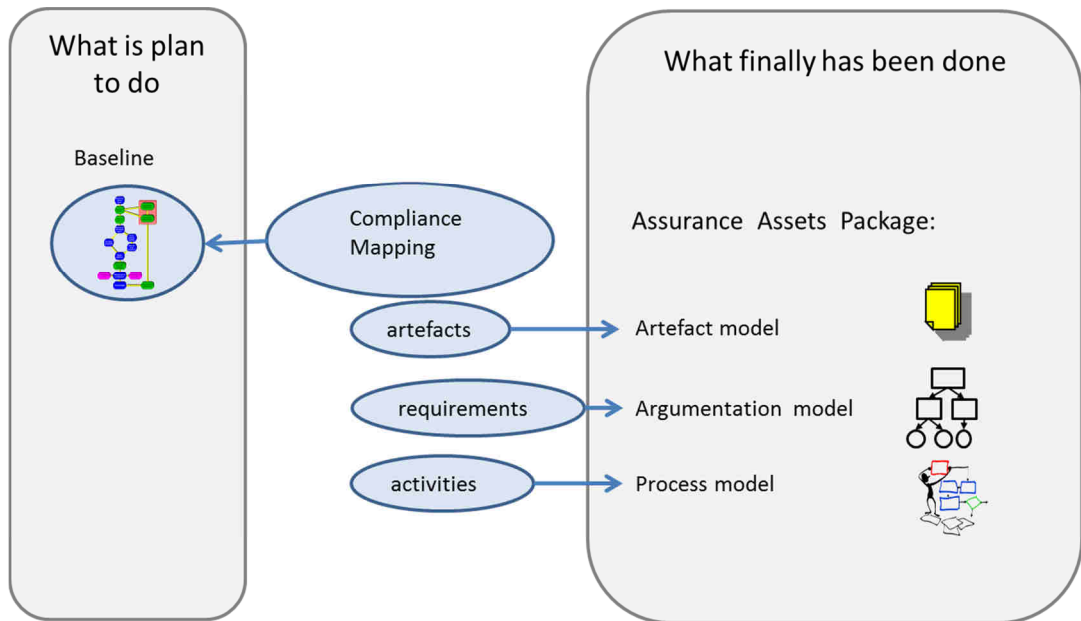 What is plan
to do
Baseline
Compliance
Mapping
artefacts
requirements
activities
What finally has been done
Assurance Assets Package:
Artefact model
Argumentation model
Process model